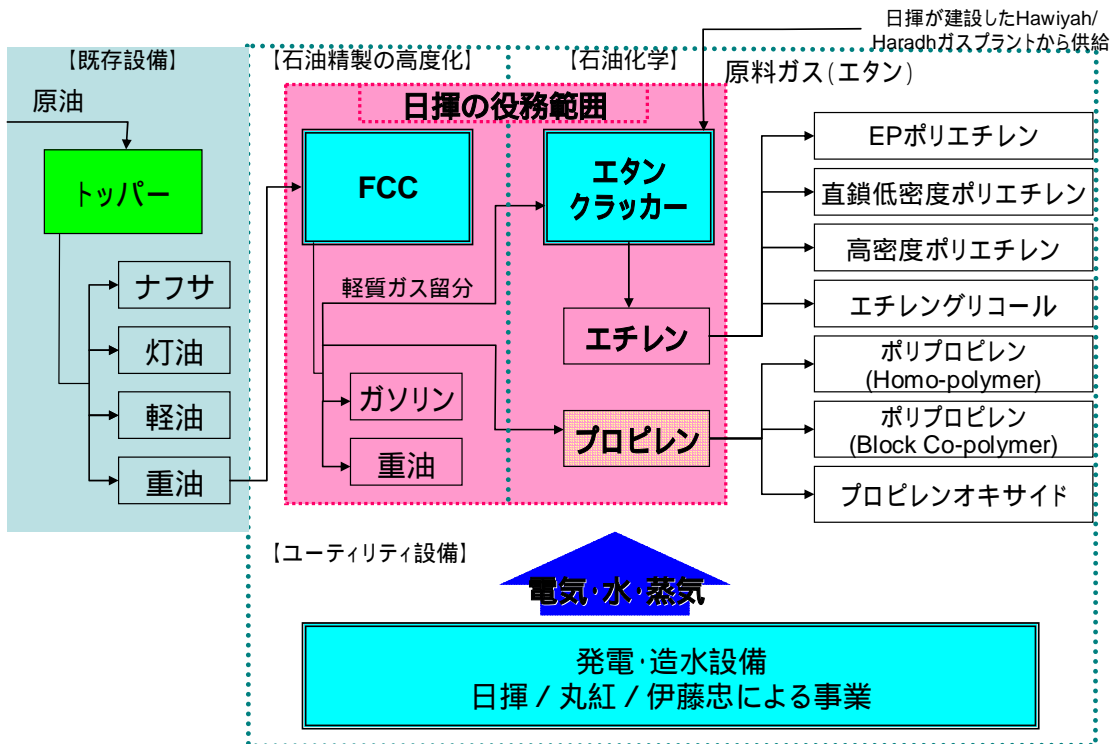 日揮が建設したHawiyah/
Haradhガスプラントから供給
【既存設備】
【石油精製の高度化】
【石油化学】
原料ガス(エタン)
日揮の役務範囲
原油
トッパー
FCC
エタン
クラッカー
EPポリエチレン
直鎖低密度ポリエチレン
高密度ポリエチレン
エチレングリコール
ナフサ
軽質ガス留分
灯油
エチレン
ポリプロピレン
(Homo-polymer)
軽油
ガソリン
プロピレン
ポリプロピレン
(Block Co-polymer)
重油
重油
プロピレンオキサイド
【ユーティリティ設備】
電気・水・蒸気
発電・造水設備
日揮 / 丸紅 / 伊藤忠による事業